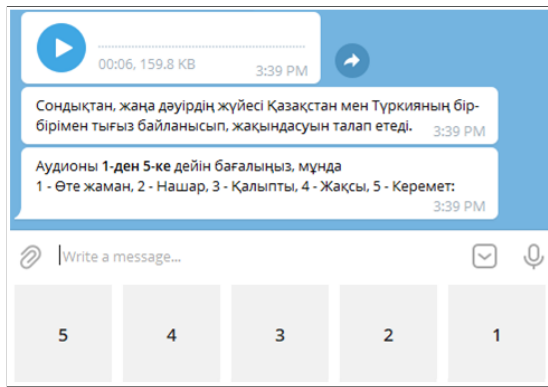 00:06, 159.8 KB
3:39 PM
Сондықтан, жаңа дәуірдің жүйесі Қазақстан мен Түркияның бір-
бірімен тығыз байланысып, жақындасуын талап етеді. 3:39 PM
Аудионы 1-ден 5-ке дейін бағалыңыз, мұнда
1 - Өте жаман, 2 - Нашар, 3 - Қалыпты, 4 - Жақсы, 5 - Керемет:
3:39 PM
Write a message...
5 4 3 2 1